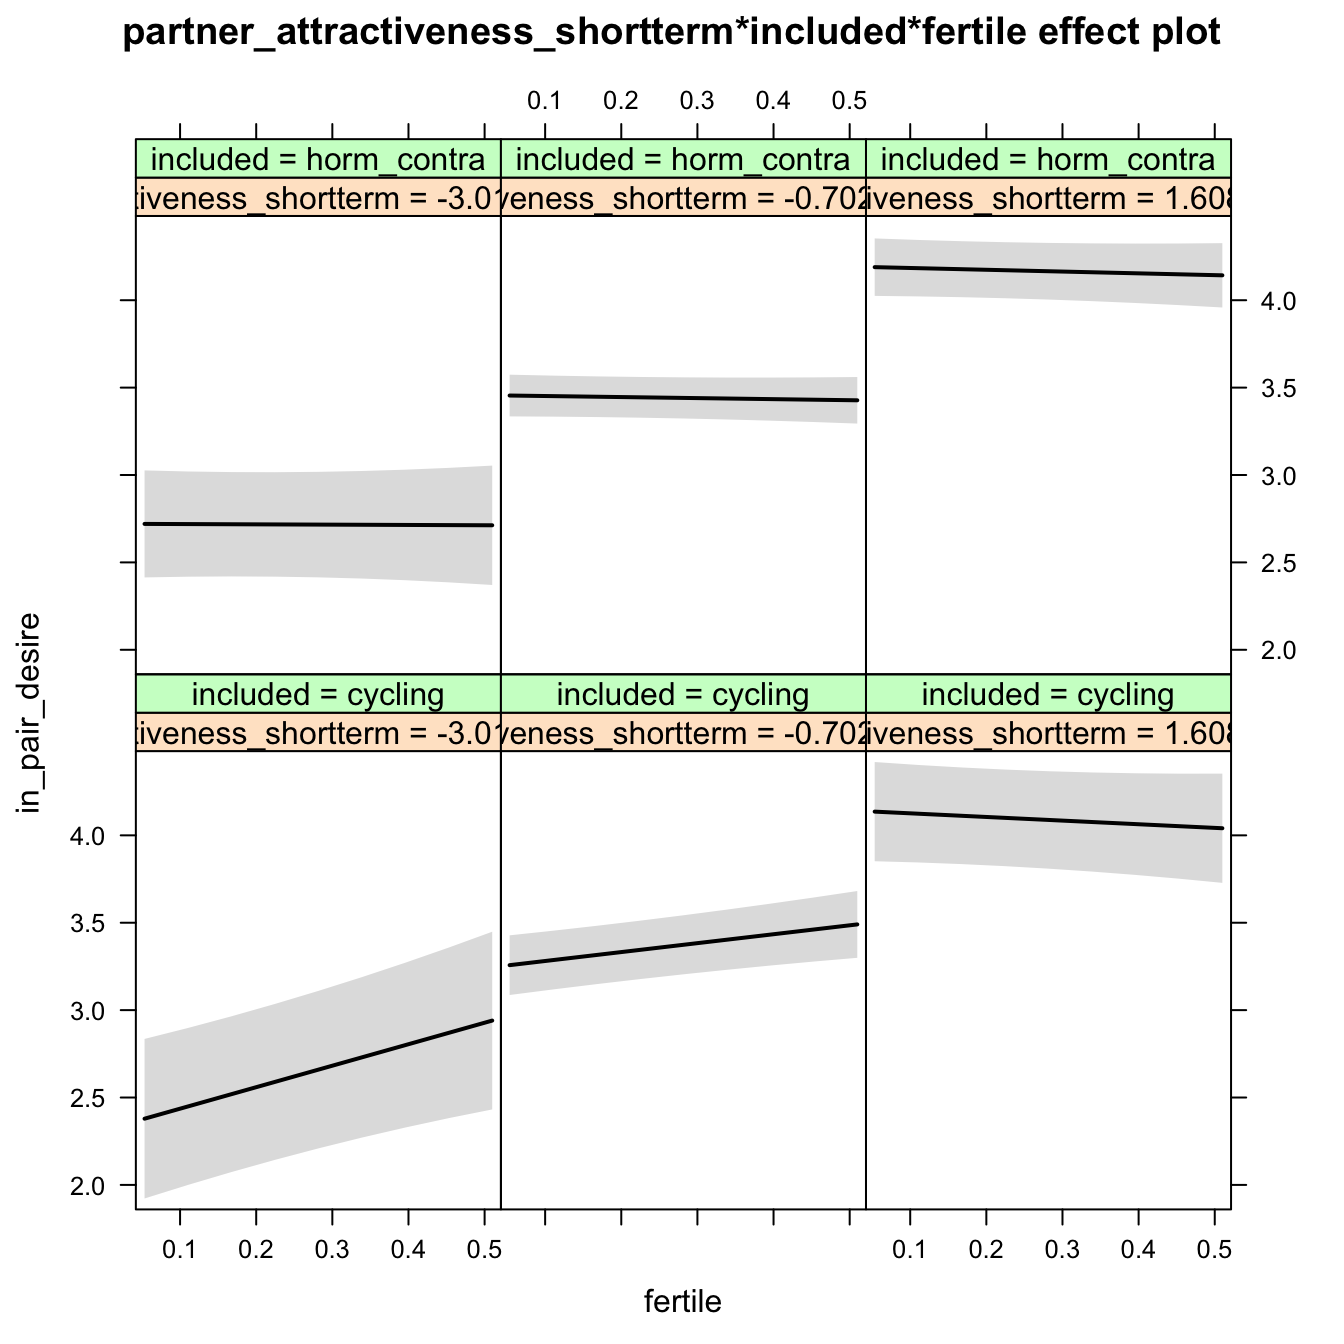 partner_attractiveness_shortterm*included*fertile effect plot
0.1 0.2 0.3 0.4 0.5
included = horm_contra included = horm_contra included = horm_contra
tiveness_shortterm = -3.01 veness_shortterm = -0.702 iveness_shortterm = 1.608
4.0
3.5
3.0
2.5
2.0
in_pair_desire
included = cycling included = cycling included = cycling
tiveness_shortterm = -3.01 veness_shortterm = -0.702 iveness_shortterm = 1.608
4.0
3.5
3.0
2.5
2.0
0.1 0.2 0.3 0.4 0.5 0.1 0.2 0.3 0.4 0.5
fertile